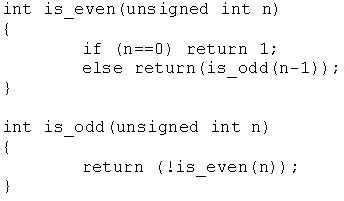 int is_even(unsigned int n)
{
        if (n==0) return 1;
        else return(is_odd(n-1));
}

int is_odd(unsigned int n)
{
        return (!is_even(n));
}